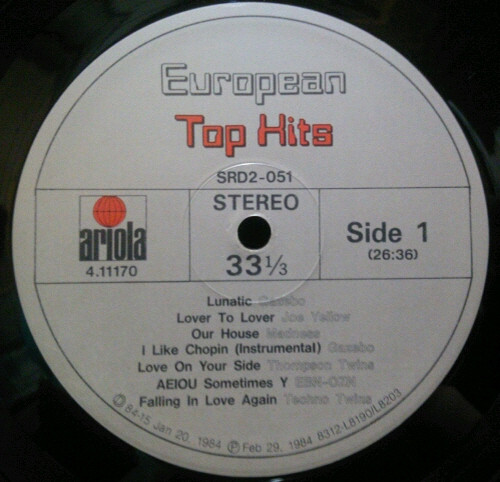 European
Top Hits
SRD2-051
ariola
4.11170
STEREO
33 1/3
Side 1
(26:36)
Lunatic Gazebo
Lover To Lover Joe Yellow
Our House Madness
I Like Chopin (Instrumental) Gazebo
Love On Your Side Thompson Twins
AEIOU Sometimes Y EBN-OZN
Falling In Love Again Techno Twins
Ⓒ 84-15 Jan 20, 1984 Ⓟ Feb 29, 1984 8312-L8190/L8203